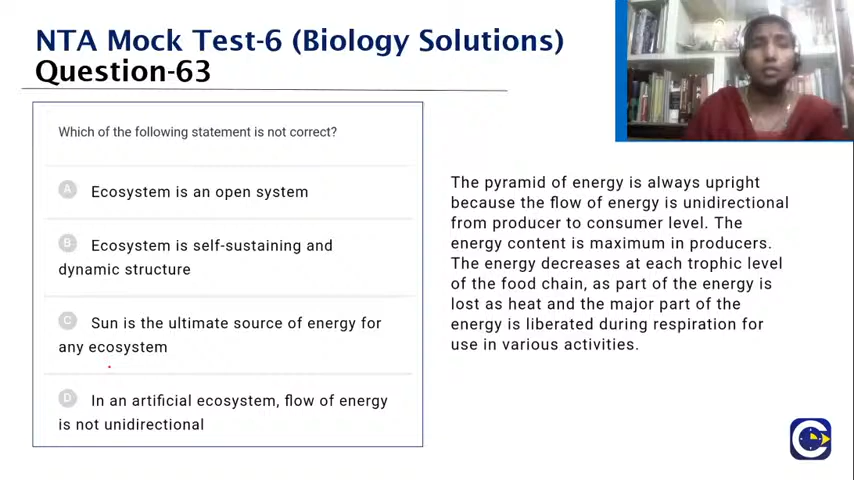 NTA Mock Test-6 (Biology Solutions)
Question-63
Which of the following statement is not correct?
A Ecosystem is an open system
B Ecosystem is self-sustaining and
dynamic structure
C Sun is the ultimate source of energy for
any ecosystem
D In an artificial ecosystem, flow of energy
is not unidirectional
The pyramid of energy is always upright
because the flow of energy is unidirectional
from producer to consumer level. The
energy content is maximum in producers.
The energy decreases at each trophic level
of the food chain, as part of the energy is
lost as heat and the major part of the
energy is liberated during respiration for
use in various activities.